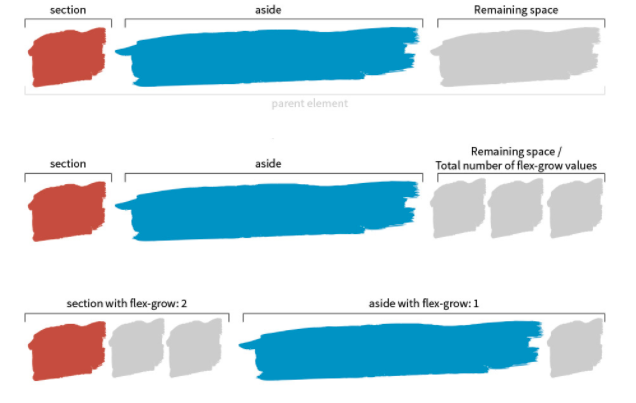 section
aside
Remaining space
parent element
section
aside
Remaining space /
Total number of flex-grow values
section with flex-grow: 2
aside with flex-grow: 1